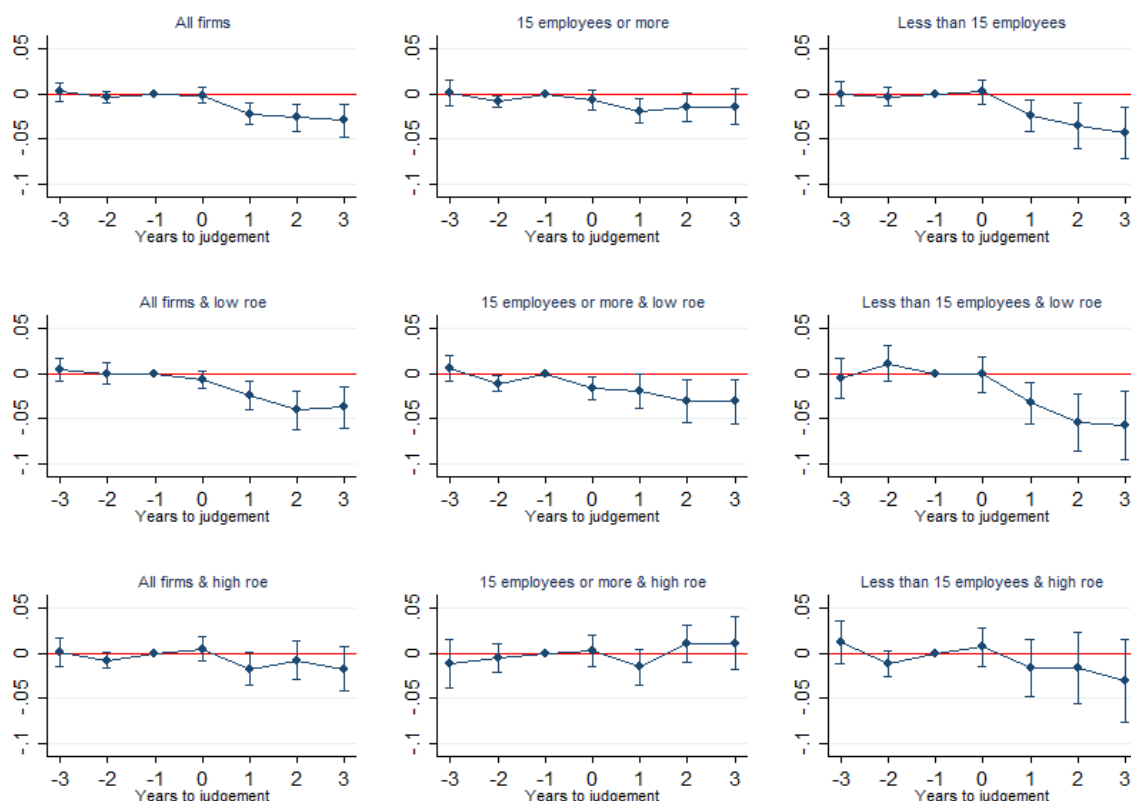 All firms
.05
0
-.05
-.1
-3 -2 -1 0 1 2 3
Years to judgement
15 employees or more
.05
0
-.05
-.1
-3 -2 -1 0 1 2 3
Years to judgement
Less than 15 employees
.05
0
-.05
-.1
-3 -2 -1 0 1 2 3
Years to judgement
All firms & low roe
.05
0
-.05
-.1
-3 -2 -1 0 1 2 3
Years to judgement
15 employees or more & low roe
.05
0
-.05
-.1
-3 -2 -1 0 1 2 3
Years to judgement
Less than 15 employees & low roe
.05
0
-.05
-.1
-3 -2 -1 0 1 2 3
Years to judgement
All firms & high roe
.05
0
-.05
-.1
-3 -2 -1 0 1 2 3
Years to judgement
15 employees or more & high roe
.05
0
-.05
-.1
-3 -2 -1 0 1 2 3
Years to judgement
Less than 15 employees & high roe
.05
0
-.05
-.1
-3 -2 -1 0 1 2 3
Years to judgement